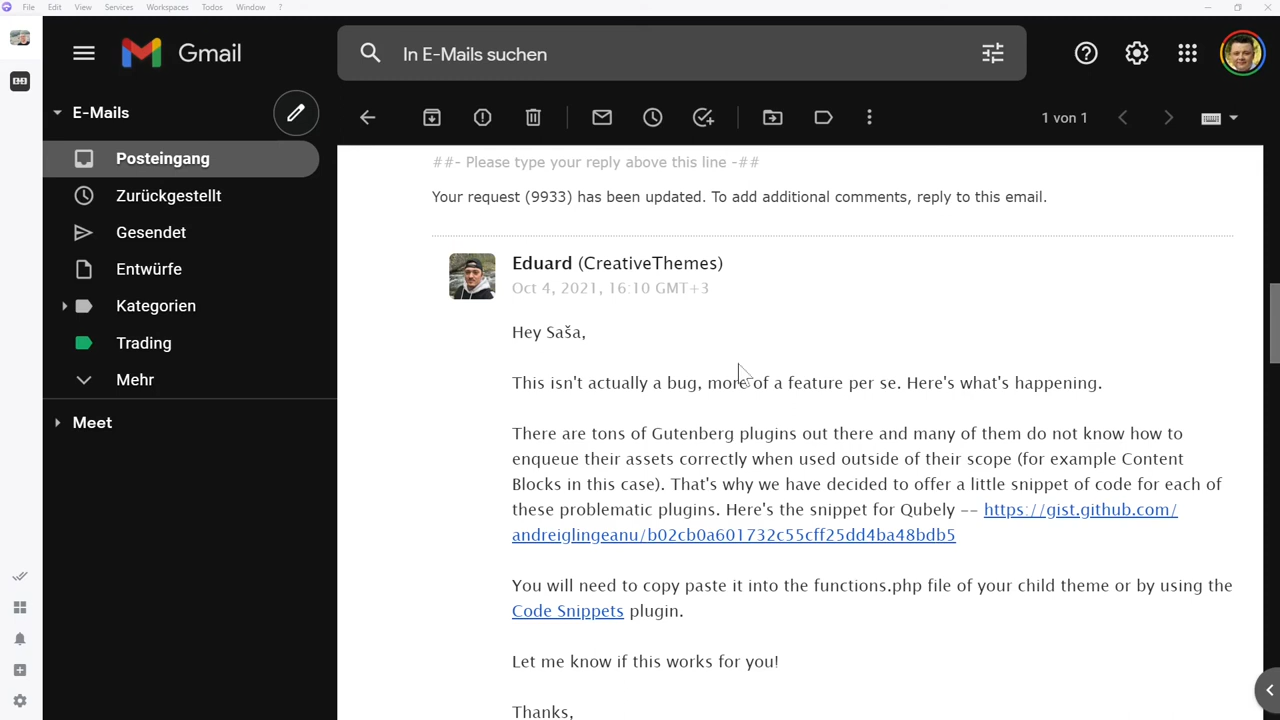 File Edit View Services Workspaces Todos Window ?
Gmail
In E-Mails suchen
E-Mails
1 von 1
Posteingang
Zurückgestellt
Gesendet
Entwürfe
Kategorien
Trading
Mehr
Meet
##- Please type your reply above this line -##
Your request (9933) has been updated. To add additional comments, reply to this email.
Eduard (CreativeThemes)
Oct 4, 2021, 16:10 GMT+3
Hey Saša,
This isn't actually a bug, more of a feature per se. Here's what's happening.
There are tons of Gutenberg plugins out there and many of them do not know how to
enqueue their assets correctly when used outside of their scope (for example Content
Blocks in this case). That's why we have decided to offer a little snippet of code for each of
these problematic plugins. Here's the snippet for Qubely -- https://gist.github.com/
andreiglingeanu/b02cb0a601732c55cff25dd4ba48bdb5
You will need to copy paste it into the functions.php file of your child theme or by using the
Code Snippets plugin.
Let me know if this works for you!
Thanks,